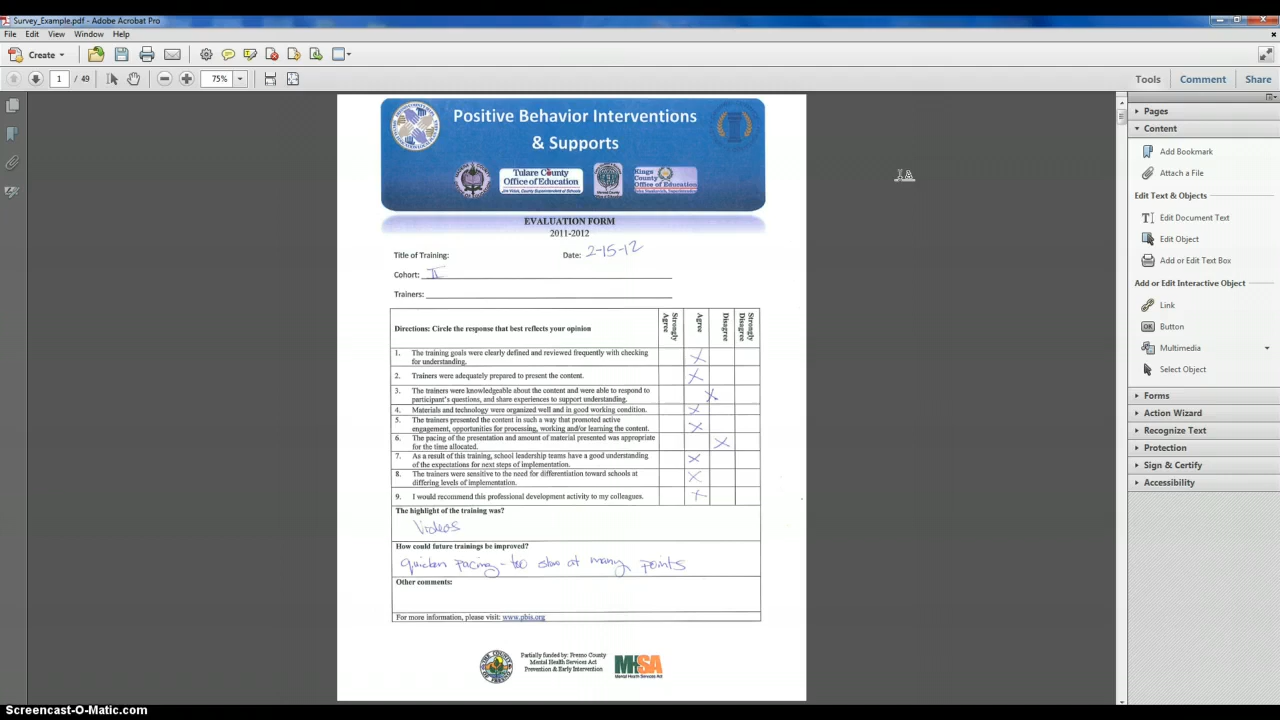 Survey_Example.pdf - Adobe Acrobat Pro
File Edit View Window Help
Create
1 / 49 75% Tools Comment Share
Positive Behavior Interventions
& Supports
Tulare County
Office of Education
Kings
County
Office of Education
EVALUATION FORM
2011-2012
Title of Training: Date: 2-15-12
Cohort: II
Trainers:
Directions: Circle the response that best reflects your opinion
Strongly Agree
Agree
Disagree
Strongly Disagree
1. The training goals were clearly defined and reviewed frequently with checking
for understanding.
2. Trainers were adequately prepared to present the content.
3. The trainers were knowledgeable about the content and were able to respond to
participant's questions, and share experiences to support understanding.
4. Materials and technology were organized well and in good working condition.
5. The trainers presented the content in such a way that promoted active
engagement, opportunities for processing, working and/or learning the content.
6. The pacing of the presentation and amount of material presented was appropriate
for the time allocated.
7. As a result of this training, school leadership teams have a good understanding
of the expectations for next steps of implementation.
8. The trainers were sensitive to the need for differentiation toward schools at
differing levels of implementation.
9. I would recommend this professional development activity to my colleagues.
The highlight of the training was?
Videos
How could future trainings be improved?
quicken pacing - too slow at many points
Other comments:
For more information, please visit: www.pbis.org
Partially funded by: Fresno County
Mental Health Services Act
Prevention & Early Intervention
MHSA
Mental Health Services Act
Pages
Content
Add Bookmark
Attach a File
Edit Text & Objects
Edit Document Text
Edit Object
Add or Edit Text Box
Add or Edit Interactive Object
Link
Button
Multimedia
Select Object
Forms
Action Wizard
Recognize Text
Protection
Sign & Certify
Accessibility
Screencast-O-Matic.com